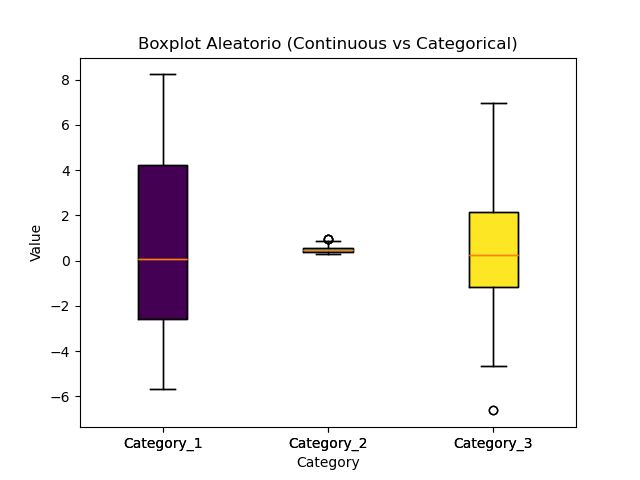 Boxplot Aleatorio (Continuous vs Categorical)
8
6
4
2
0
−2
−4
−6
Value
Category_1 Category_2 Category_3
Category